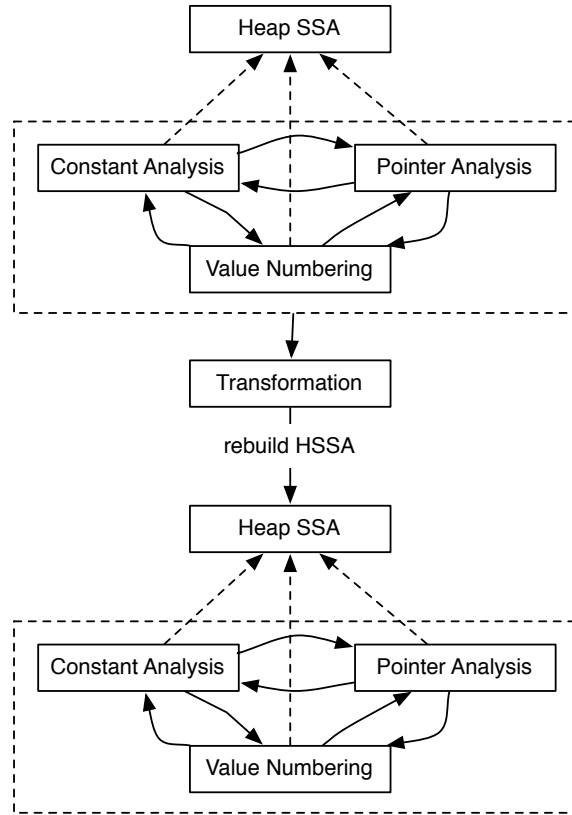 Heap SSA
Constant Analysis
Pointer Analysis
Value Numbering
Transformation
rebuild HSSA
Heap SSA
Constant Analysis
Pointer Analysis
Value Numbering